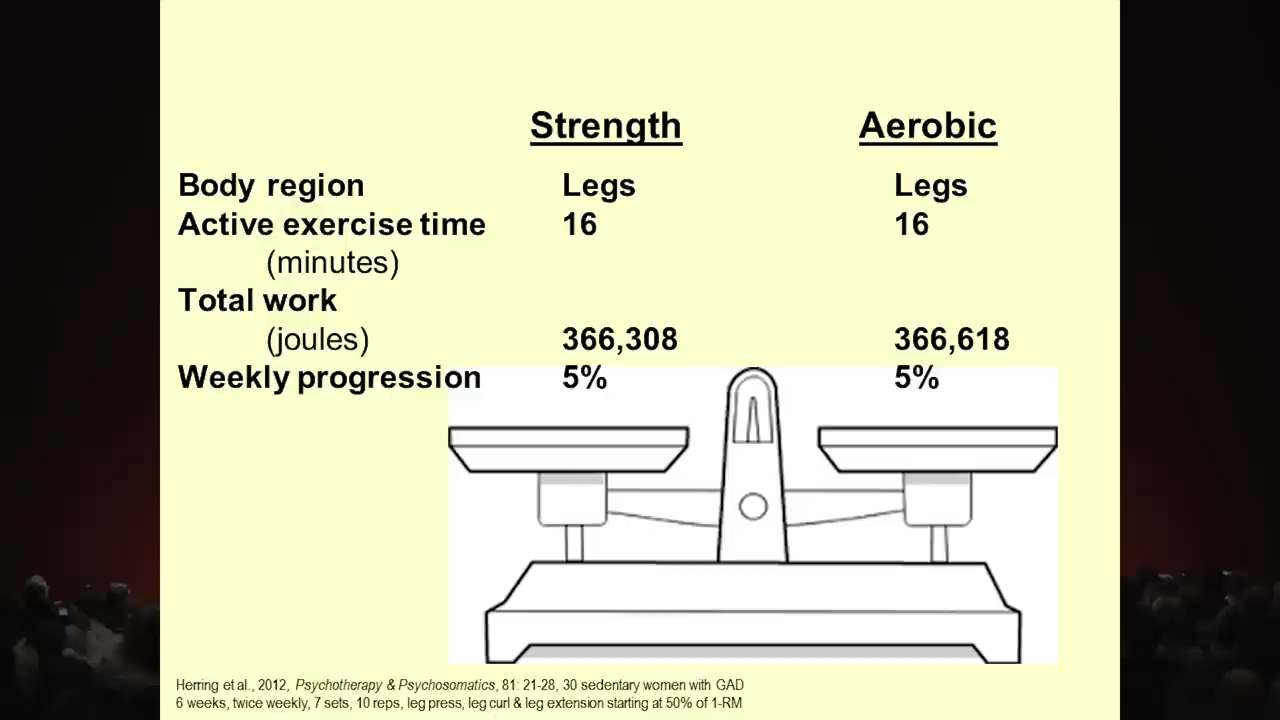 Strength Aerobic
Body region Legs Legs
Active exercise time 16 16
(minutes)
Total work
(joules) 366,308 366,618
Weekly progression 5% 5%
Herring et al., 2012, Psychotherapy & Psychosomatics, 81: 21-28, 30 sedentary women with GAD
6 weeks, twice weekly, 7 sets, 10 reps, leg press, leg curl & leg extension starting at 50% of 1-RM